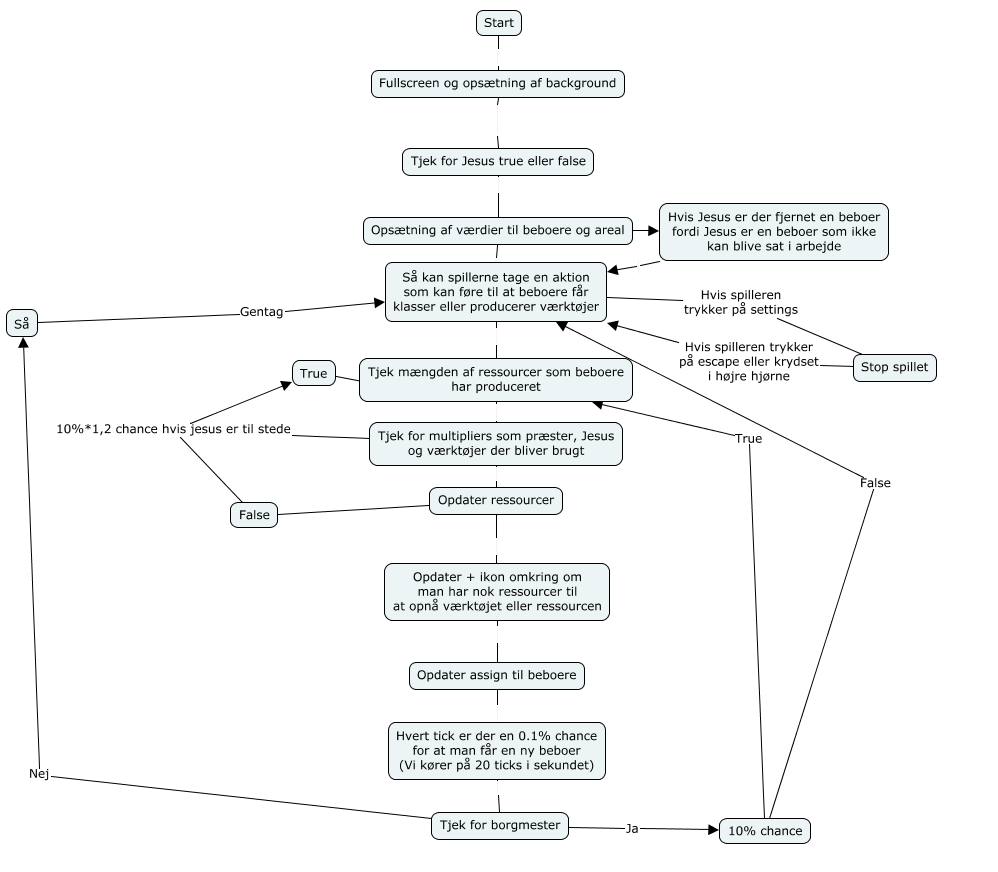 Start
Fullscreen og opsætning af background
Tjek for Jesus true eller false
Opsætning af værdier til beboere og areal
Hvis Jesus er der fjernet en beboer
fordi Jesus er en beboer som ikke
kan blive sat i arbejde
Så kan spillerne tage en aktion
som kan føre til at beboere får
klasser eller producerer værktøjer
Hvis spilleren
trykker på settings
Gentag
Så
Hvis spilleren trykker
på escape eller krydset
i højre hjørne
Stop spillet
True
Tjek mængden af ressourcer som beboere
har produceret
10%*1,2 chance hvis jesus er til stede
Tjek for multipliers som præster, Jesus
og værktøjer der bliver brugt
True
False
Opdater ressourcer
False
Opdater + ikon omkring om
man har nok ressourcer til
at opnå værktøjet eller ressourcen
Opdater assign til beboere
Hvert tick er der en 0.1% chance
for at man får en ny beboer
(Vi kører på 20 ticks i sekundet)
Nej
Tjek for borgmester
Ja
10% chance